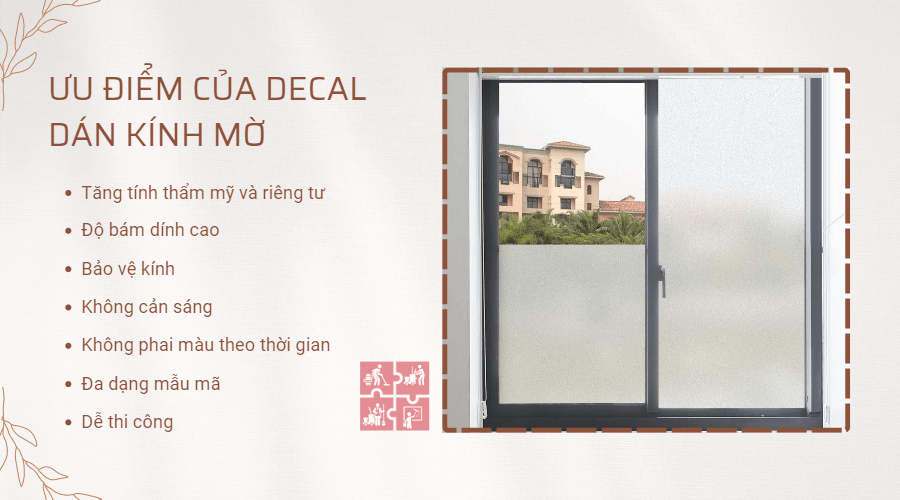 ƯU ĐIỂM CỦA DECAL
DÁN KÍNH MỜ
Tăng tính thẩm mỹ và riêng tư
Độ bám dính cao
Bảo vệ kính
Không cản sáng
Không phai màu theo thời gian
Đa dạng mẫu mã
Dễ thi công